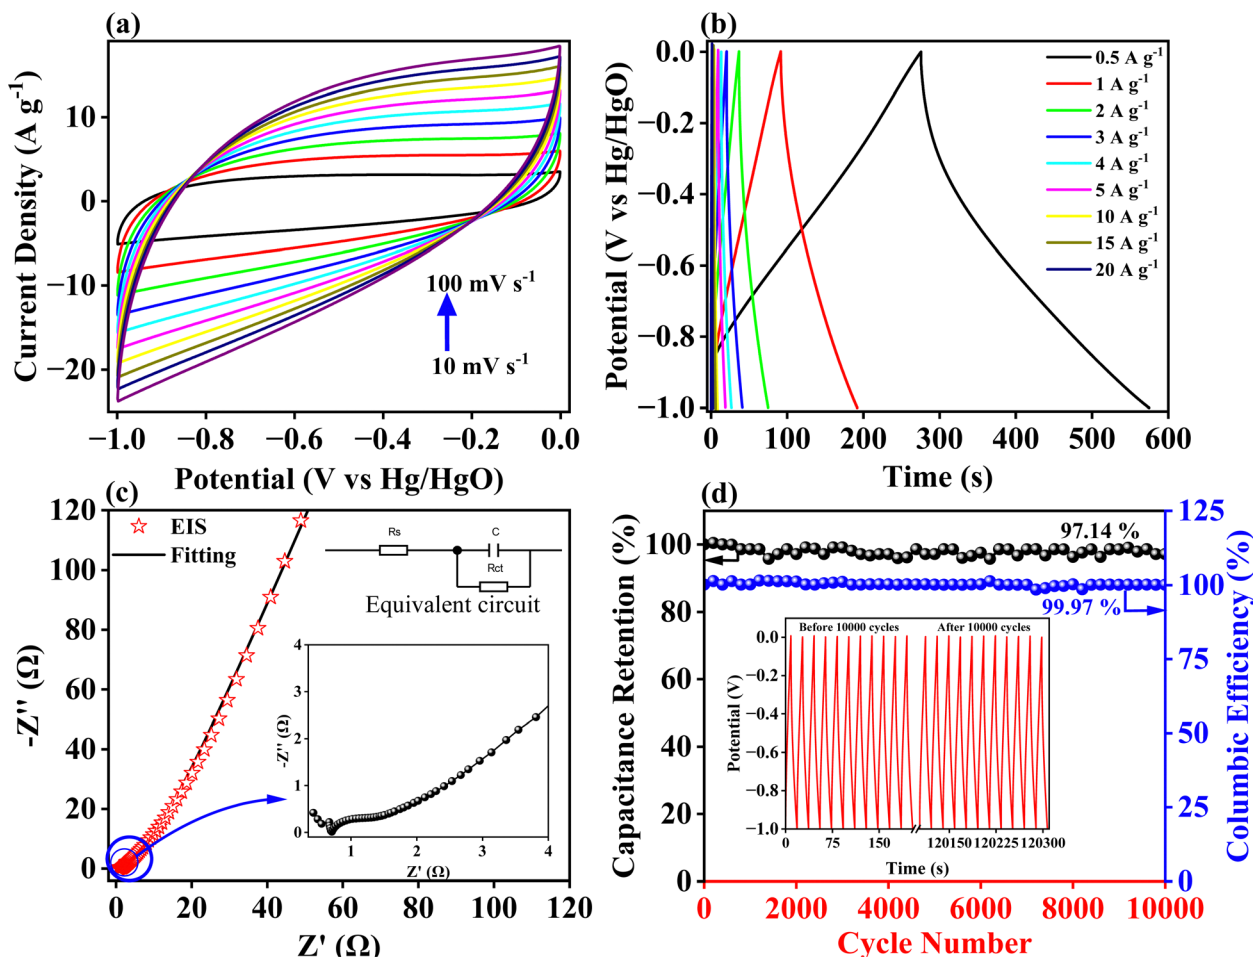 (a)
Current Density (A g⁻¹)
10
0
−10
−20
100 mV s⁻¹
10 mV s⁻¹
−1.0 −0.8 −0.6 −0.4 −0.2 0.0
Potential (V vs Hg/HgO)
(b)
Potential (V vs Hg/HgO)
0.0
−0.2
−0.4
−0.6
−0.8
−1.0
0.5 A g⁻¹
1 A g⁻¹
2 A g⁻¹
3 A g⁻¹
4 A g⁻¹
5 A g⁻¹
10 A g⁻¹
15 A g⁻¹
20 A g⁻¹
0 100 200 300 400 500 600
Time (s)
(c)
-Z'' (Ω)
120
100
80
60
40
20
0
EIS
Fitting
Rs
C
Rct
Equivalent circuit
-Z'' (Ω)
4
3
2
1
0
1 2 3 4
Z' (Ω)
0 20 40 60 80 100 120
Z' (Ω)
(d)
Capacitance Retention (%)
100
80
60
40
20
0
97.14 %
99.97 %
Before 10000 cycles
After 10000 cycles
Potential (V)
0.0
−0.2
−0.4
−0.6
−0.8
−1.0
0 75 150 120150 120225 120300
Time (s)
125
100
75
50
25
0
Columbic Efficiency (%)
0 2000 4000 6000 8000 10000
Cycle Number